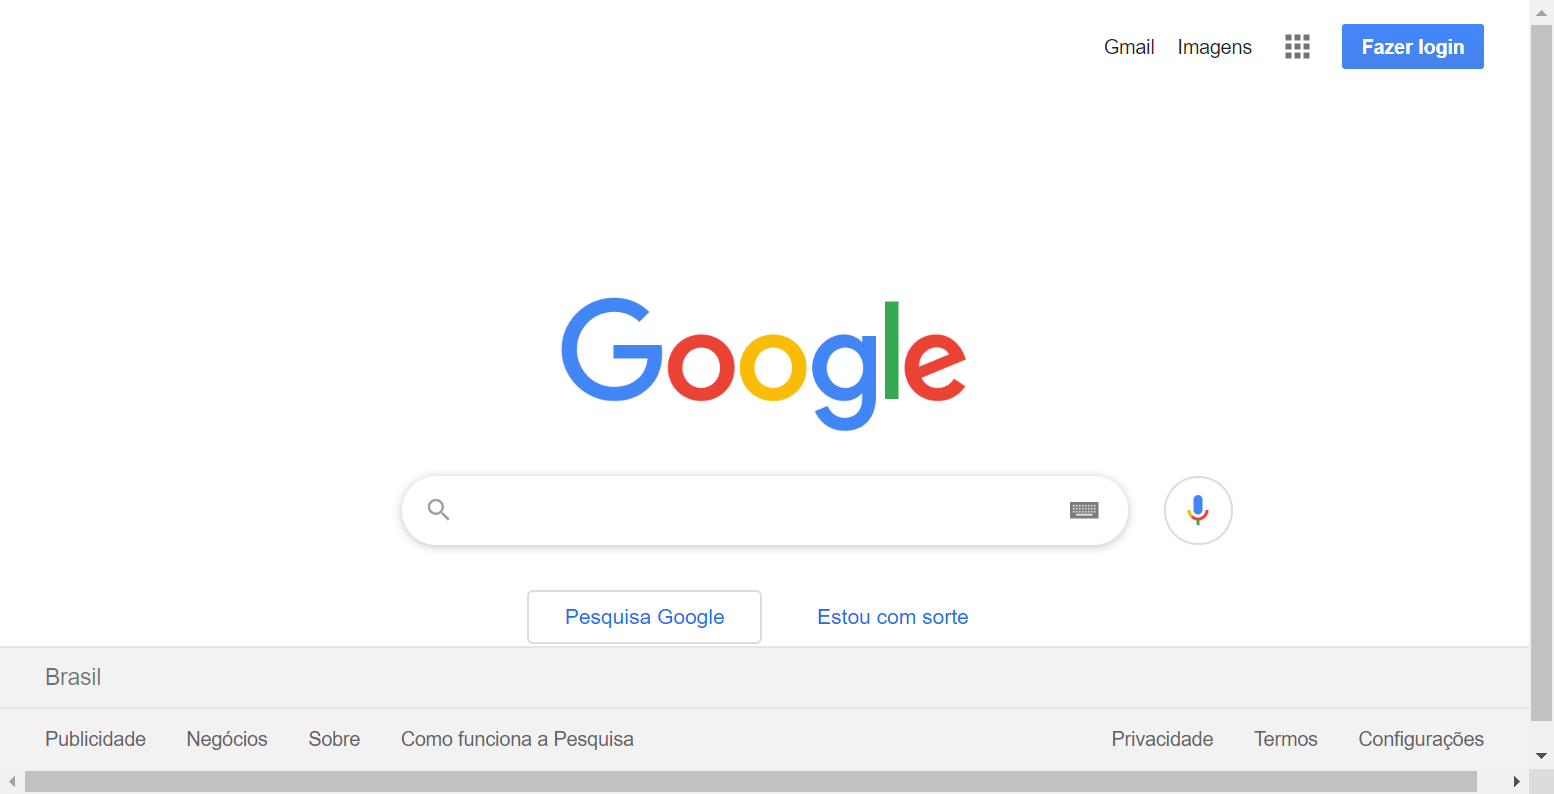 Gmail Imagens Fazer login
Google
Pesquisa Google Estou com sorte
Brasil
Publicidade Negócios Sobre Como funciona a Pesquisa Privacidade Termos Configurações